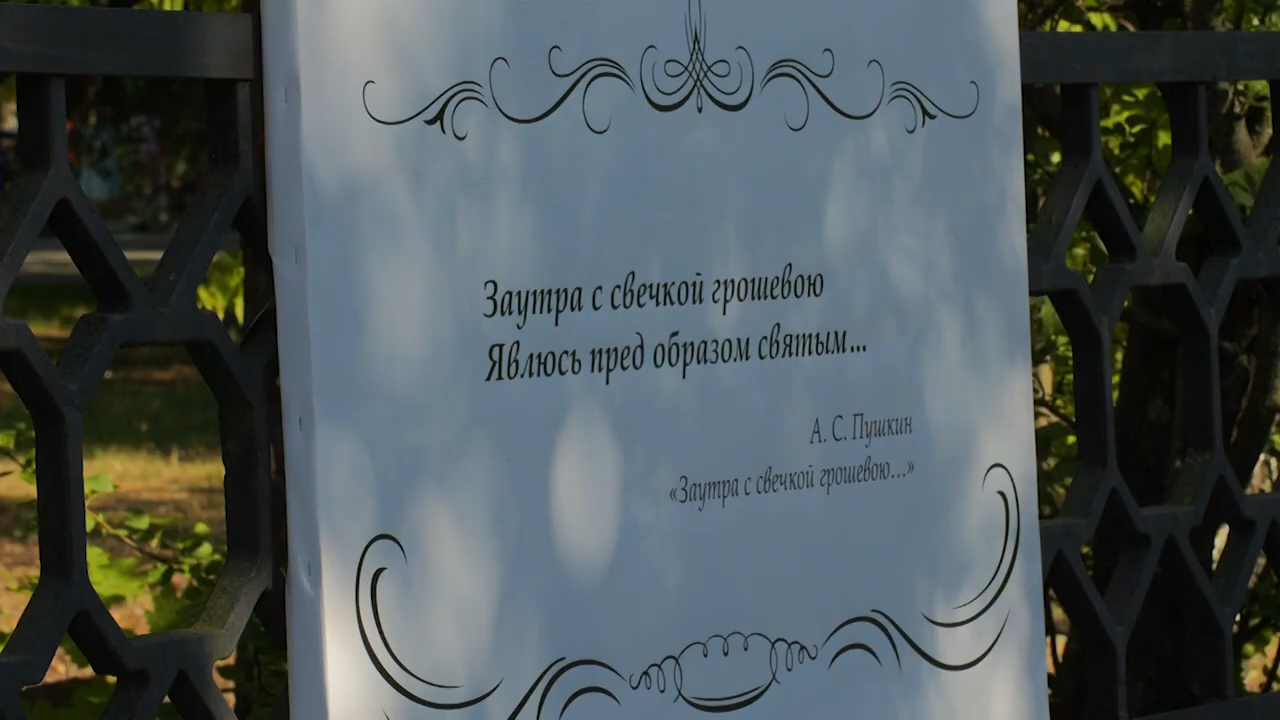 Заутра с свечкой грошевою
Явлюсь пред образом святым...
А. С. Пушкин
«Заутра с свечкой грошевою...»